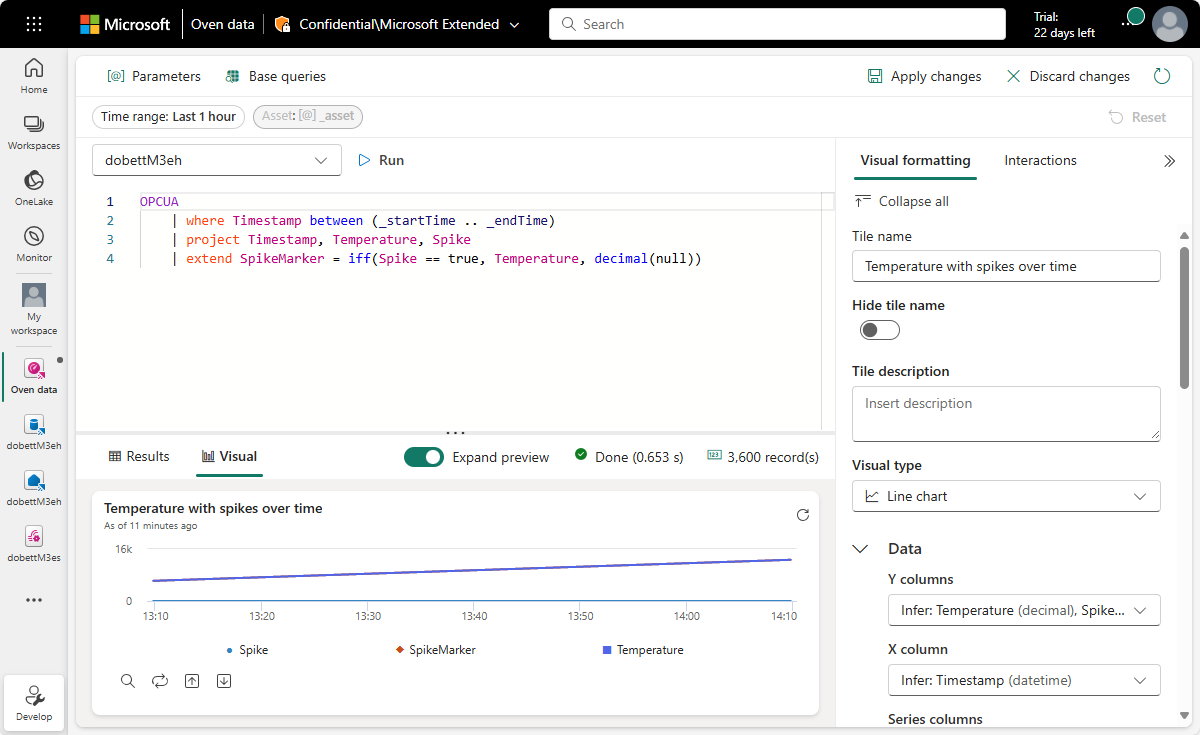 Microsoft
Oven data
Confidential\Microsoft Extended
Search
Trial:
22 days left
Home
Workspaces
OneLake
Monitor
My
workspace
Oven data
dobettM3eh
dobettM3eh
dobettM3es
Develop
[@] Parameters
Base queries
Apply changes
Discard changes
Time range: Last 1 hour
Asset: [@] _asset
Reset
dobettM3eh
Run
1 OPCUA
2 | where Timestamp between (_startTime .. _endTime)
3 | project Timestamp, Temperature, Spike
4 | extend SpikeMarker = iff(Spike == true, Temperature, decimal(null))
Results
Visual
Expand preview
Done (0.653 s)
123
3,600 record(s)
Temperature with spikes over time
As of 11 minutes ago
16k
0
13:10 13:20 13:30 13:40 13:50 14:00 14:10
Spike SpikeMarker Temperature
Visual formatting
Interactions
Collapse all
Tile name
Temperature with spikes over time
Hide tile name
Tile description
Insert description
Visual type
Line chart
Data
Y columns
Infer: Temperature (decimal), Spike...
X column
Infer: Timestamp (datetime)
Series columns